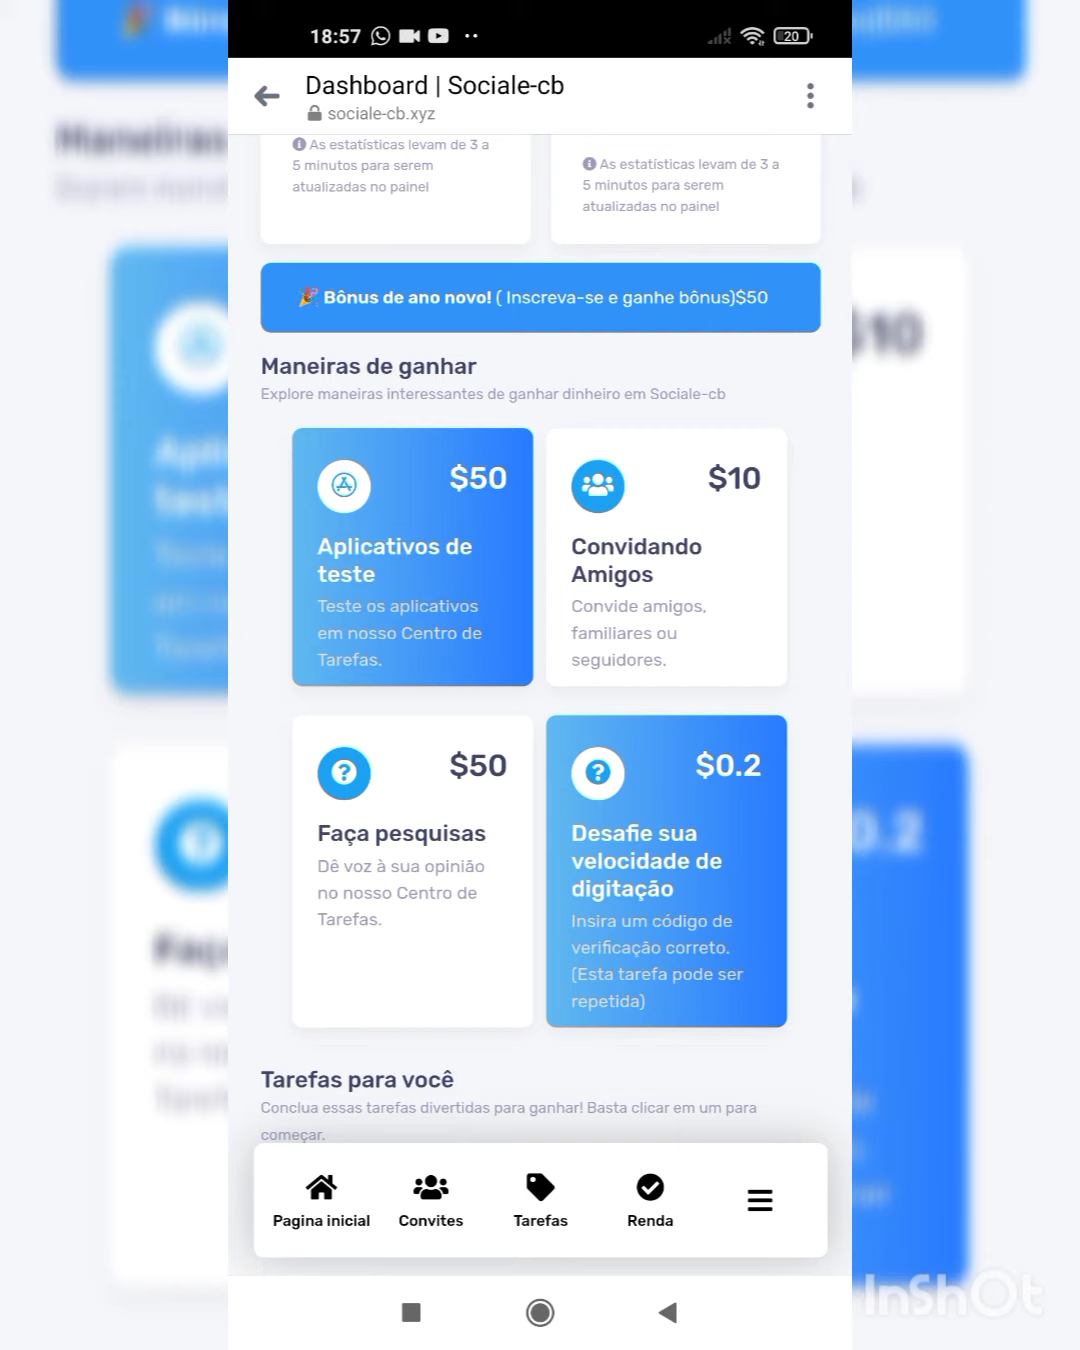 18:57
20
Dashboard | Sociale-cb
sociale-cb.xyz
As estatísticas levam de 3 a
5 minutos para serem
atualizadas no painel
As estatísticas levam de 3 a
5 minutos para serem
atualizadas no painel
🎉 Bônus de ano novo! ( Inscreva-se e ganhe bônus)$50
Maneiras de ganhar
Explore maneiras interessantes de ganhar dinheiro em Sociale-cb
$50
Aplicativos de
teste
Teste os aplicativos
em nosso Centro de
Tarefas.
$10
Convidando
Amigos
Convide amigos,
familiares ou
seguidores.
$50
Faça pesquisas
Dê voz à sua opinião
no nosso Centro de
Tarefas.
$0.2
Desafie sua
velocidade de
digitação
Insira um código de
verificação correto.
(Esta tarefa pode ser
repetida)
Tarefas para você
Conclua essas tarefas divertidas para ganhar! Basta clicar em um para
começar.
Pagina inicial
Convites
Tarefas
Renda
InShOt